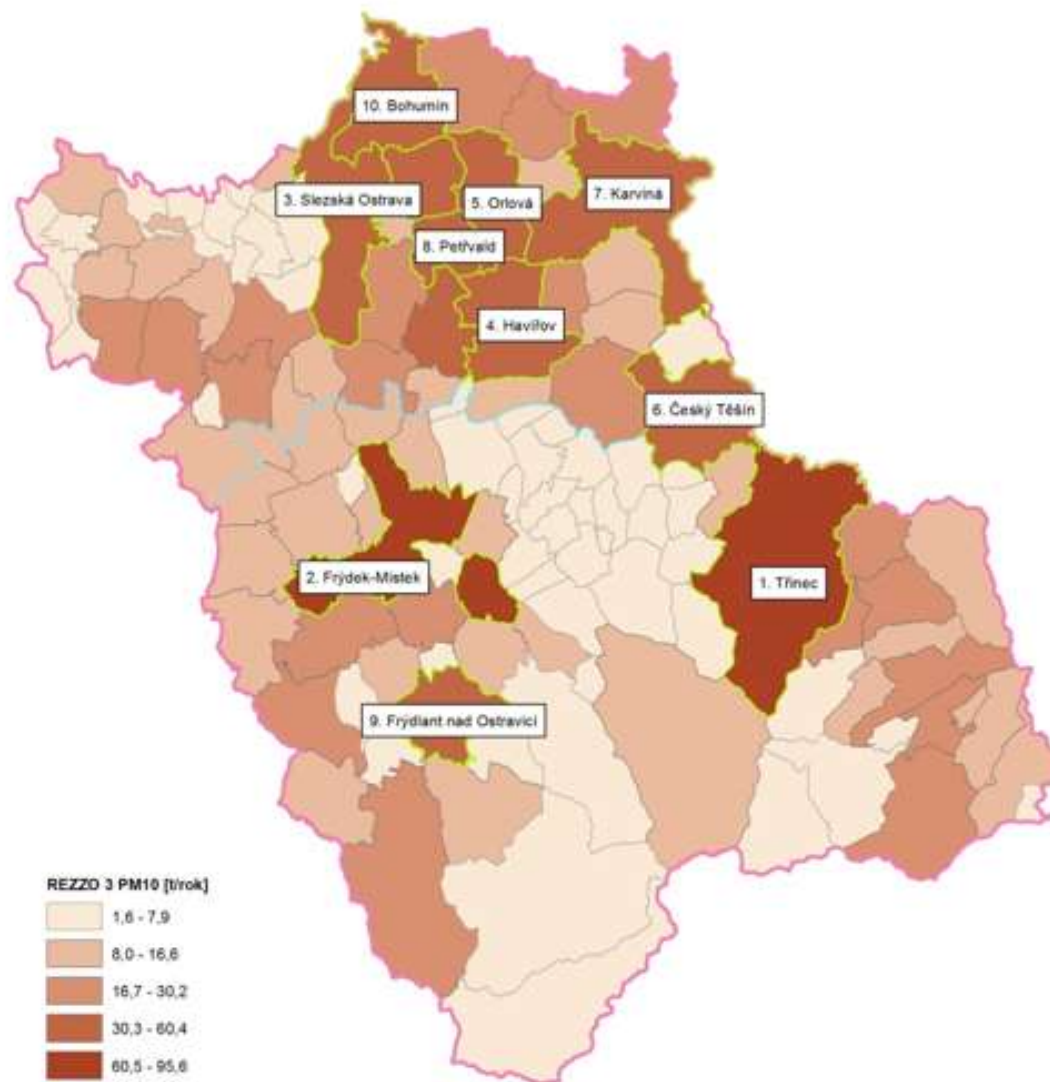 10. Bohumín
3. Slezská Ostrava
5. Orlová
7. Karviná
8. Petřvald
4. Havířov
6. Český Těšín
2. Frýdek-Místek
1. Třinec
9. Frýdlant nad Ostravicí
REZZO 3 PM10 [t/rok]
1,6 - 7,9
8,0 - 16,6
16,7 - 30,2
30,3 - 60,4
60,5 - 95,6